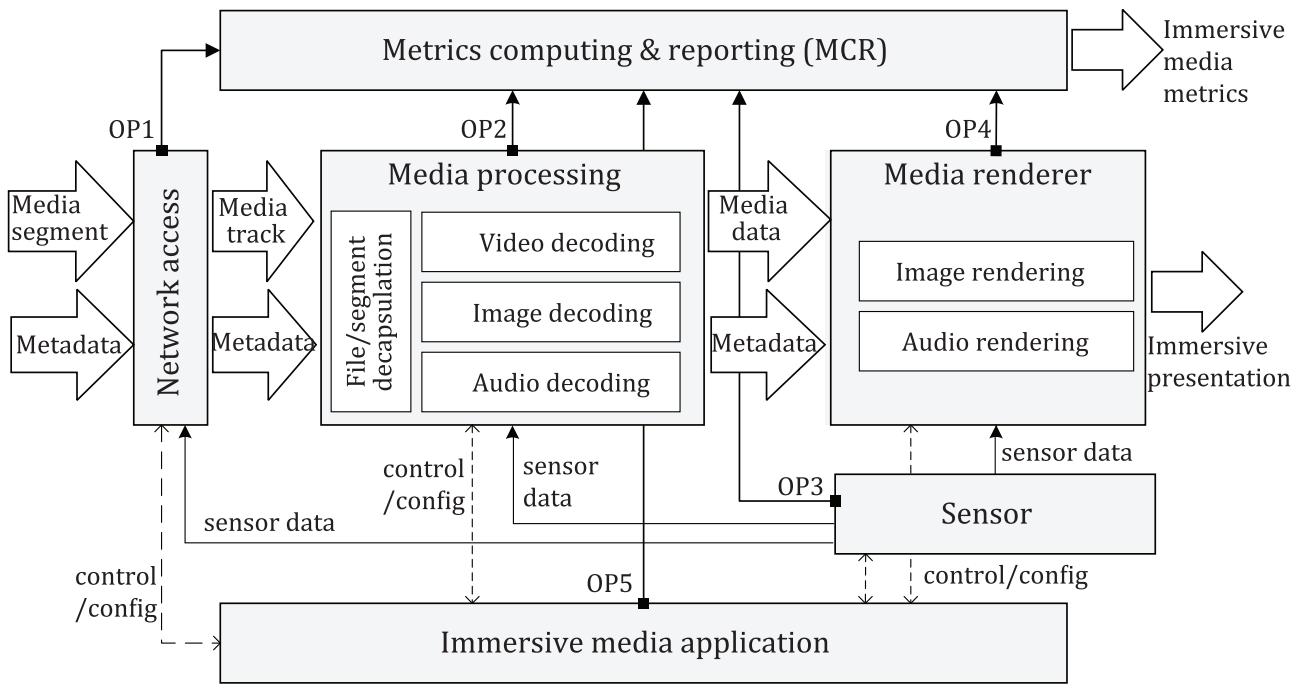 Metrics computing & reporting (MCR)
Immersive
media
metrics
OP1
OP2
OP4
Media
segment
Metadata
Network access
Media
track
Metadata
Media processing
File/segment
decapsulation
Video decoding
Image decoding
Audio decoding
Media
data
Metadata
Media renderer
Image rendering
Audio rendering
Immersive
presentation
control
/config
sensor
data
sensor data
OP3
Sensor
sensor data
control
/config
OP5
control/config
Immersive media application